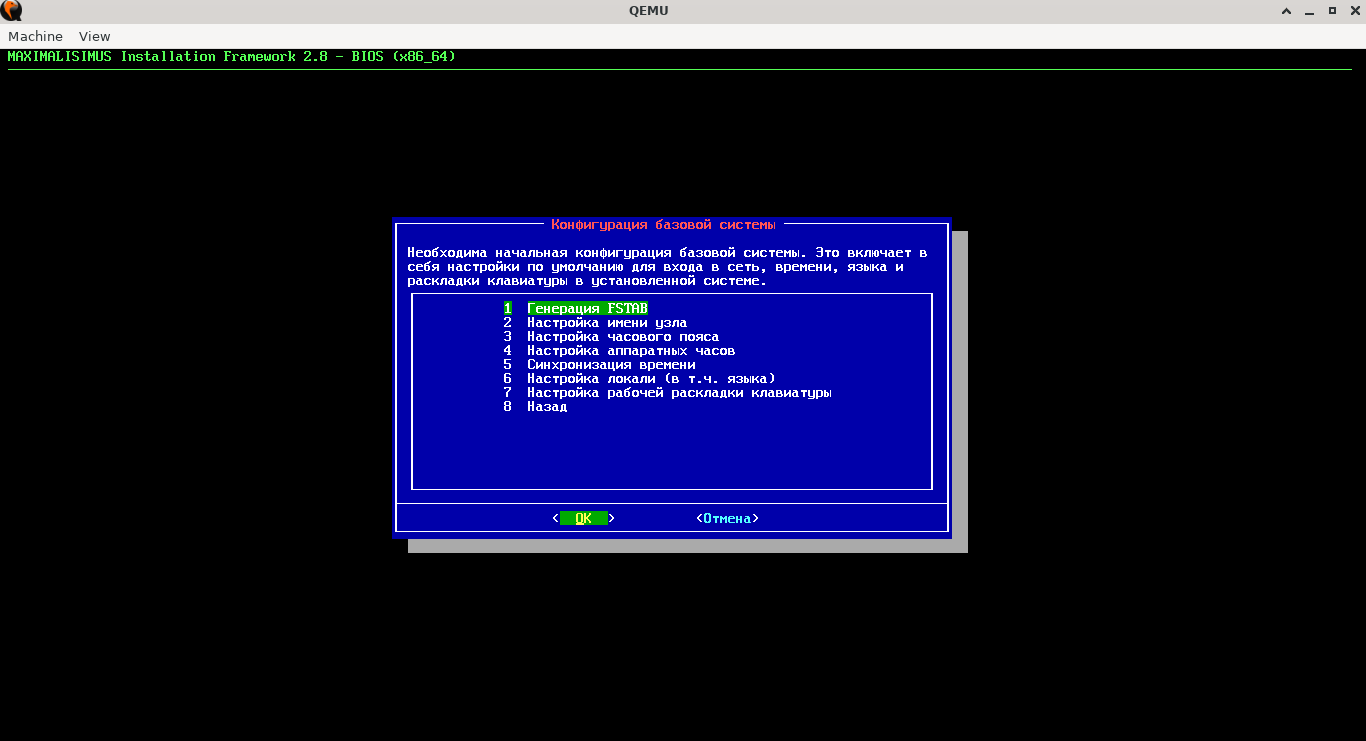 QEMU
Machine View
MAXIMALISIMUS Installation Framework 2.8 - BIOS (x86_64)
Конфигурация базовой системы
Необходима начальная конфигурация базовой системы. Это включает в
себя настройки по умолчанию для входа в сеть, времени, языка и
раскладки клавиатуры в установленной системе.
1 Генерация FSTAB
2 Настройка имени узла
3 Настройка часового пояса
4 Настройка аппаратных часов
5 Синхронизация времени
6 Настройка локали (в т.ч. языка)
7 Настройка рабочей раскладки клавиатуры
8 Назад
< OK > <Отмена>